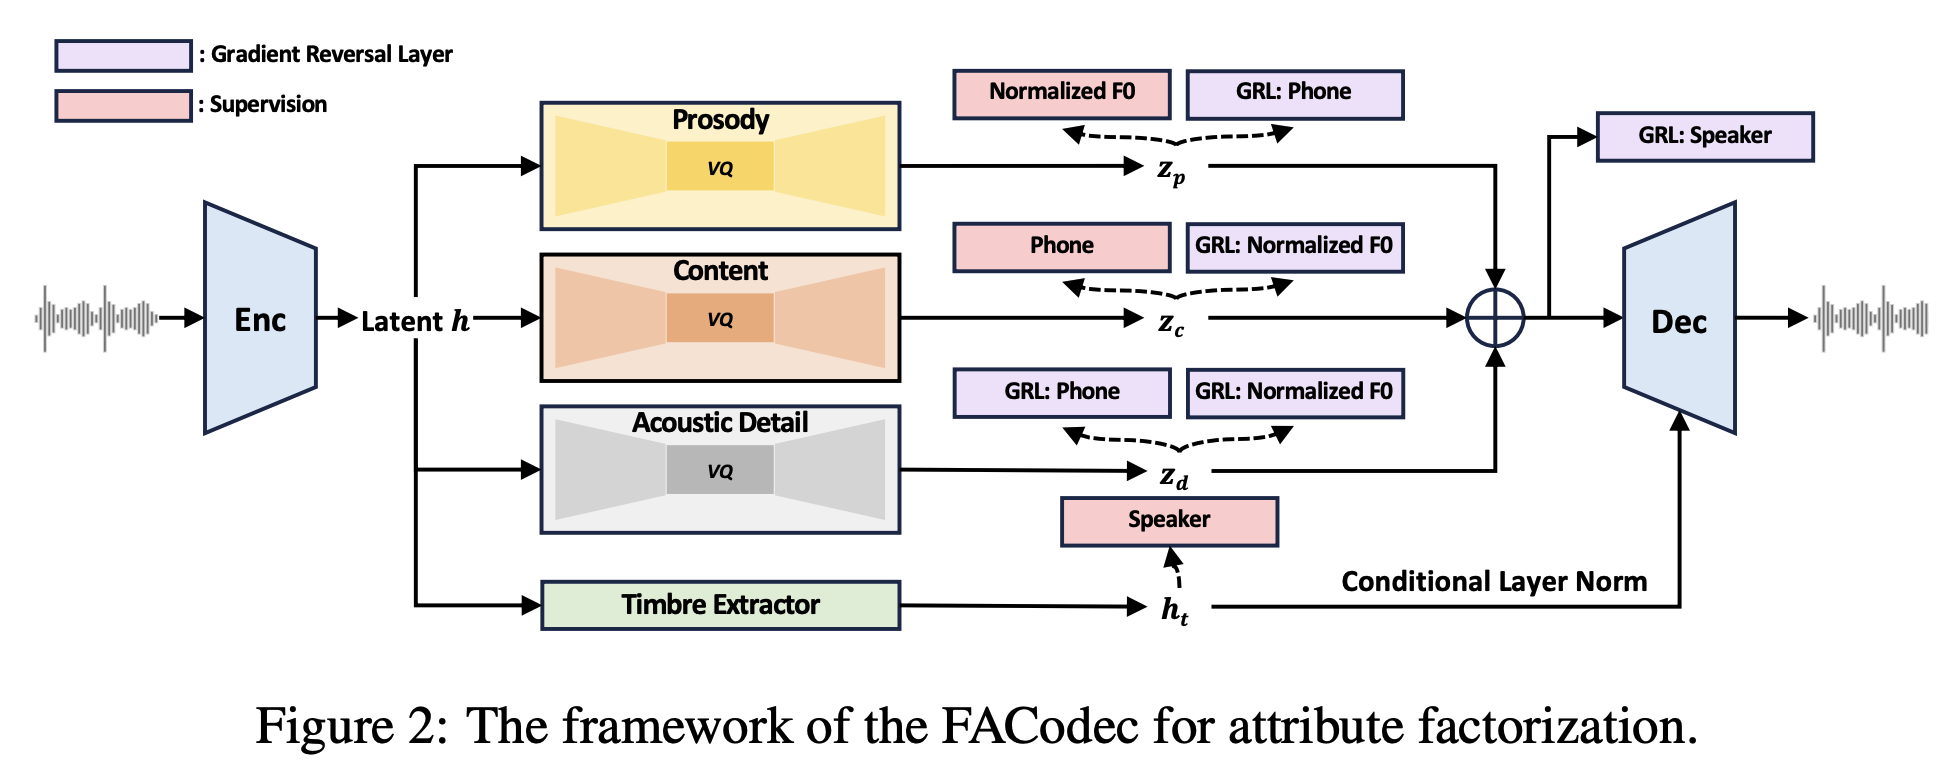 : Gradient Reversal Layer
: Supervision
Prosody
VQ
Normalized F0
GRL: Phone
z_p
GRL: Speaker
Content
VQ
Phone
GRL: Normalized F0
z_c
Enc
Latent h
Dec
Acoustic Detail
VQ
GRL: Phone
GRL: Normalized F0
z_d
Speaker
Timbre Extractor
h_t
Conditional Layer Norm
Figure 2: The framework of the FACodec for attribute factorization.